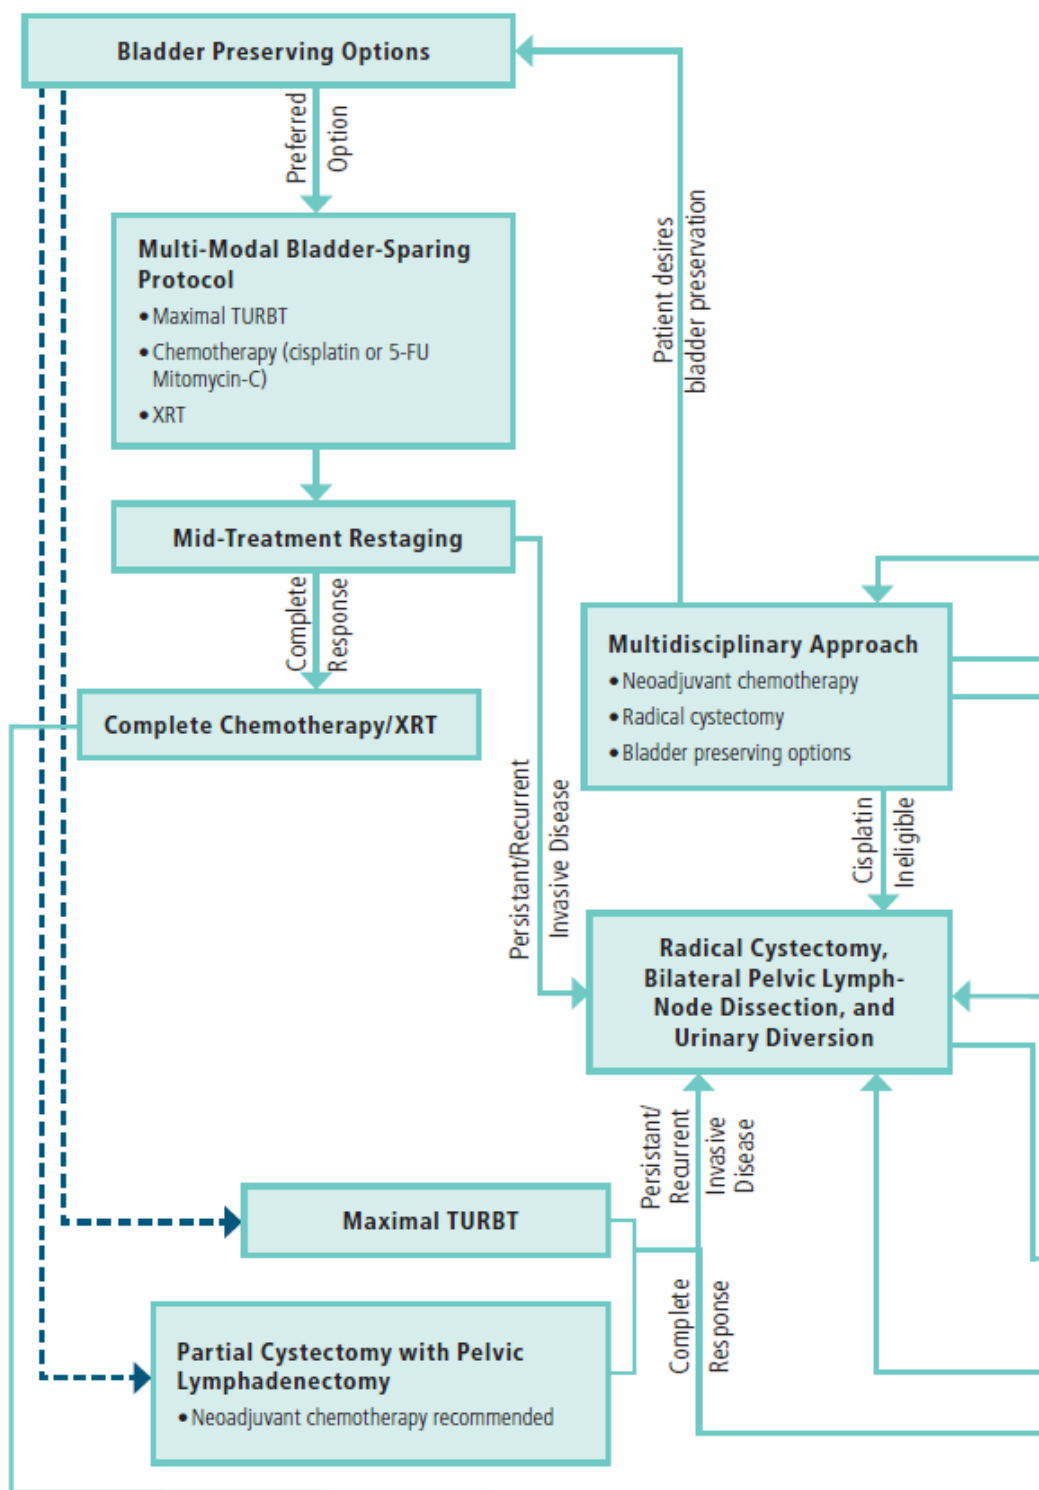 Bladder Preserving Options
Preferred
Option
Patient desires
bladder preservation
Multi-Modal Bladder-Sparing
Protocol
• Maximal TURBT
• Chemotherapy (cisplatin or 5-FU
Mitomycin-C)
• XRT
Mid-Treatment Restaging
Complete
Response
Complete Chemotherapy/XRT
Multidisciplinary Approach
• Neoadjuvant chemotherapy
• Radical cystectomy
• Bladder preserving options
Persistant/Recurrent
Invasive Disease
Cisplatin
Ineligible
Radical Cystectomy,
Bilateral Pelvic Lymph-
Node Dissection, and
Urinary Diversion
Persistant/
Recurrent
Invasive
Disease
Maximal TURBT
Complete
Response
Partial Cystectomy with Pelvic
Lymphadenectomy
• Neoadjuvant chemotherapy recommended